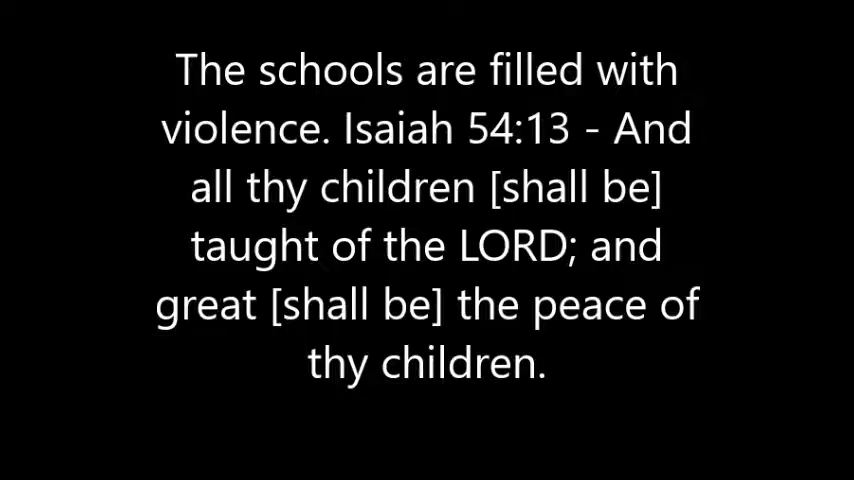 The schools are filled with
violence. Isaiah 54:13 - And
all thy children [shall be]
taught of the LORD; and
great [shall be] the peace of
thy children.